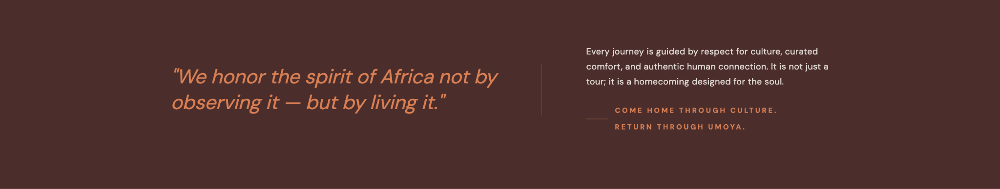 "We honor the spirit of Africa not by
observing it — but by living it."
Every journey is guided by respect for culture, curated
comfort, and authentic human connection. It is not just a
tour; it is a homecoming designed for the soul.
COME HOME THROUGH CULTURE.
RETURN THROUGH UMOYA.